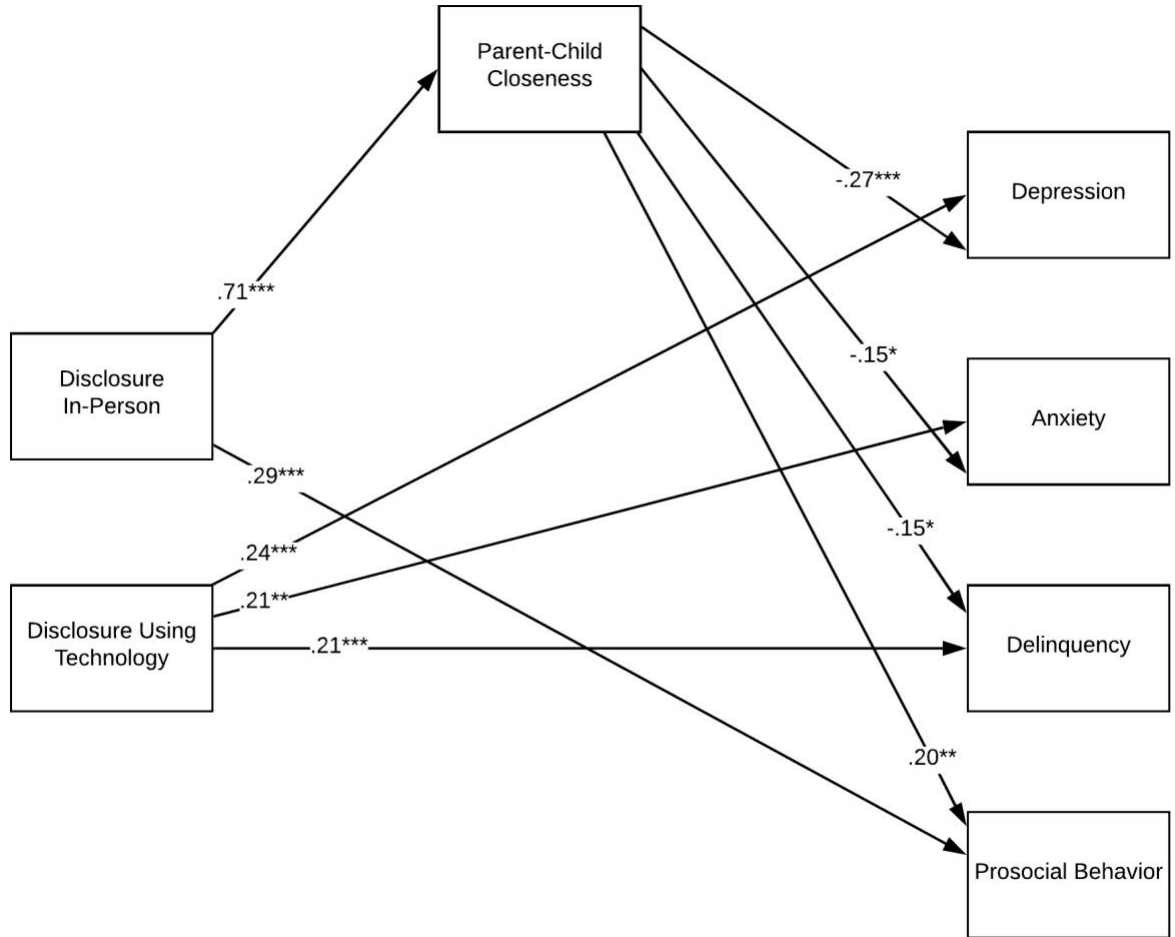 Parent-Child
Closeness
-.27***
Depression
.71***
-.15*
Disclosure
In-Person
Anxiety
.29***
-.15*
.24***
.21**
Disclosure Using
Technology
.21***
Delinquency
.20**
Prosocial Behavior